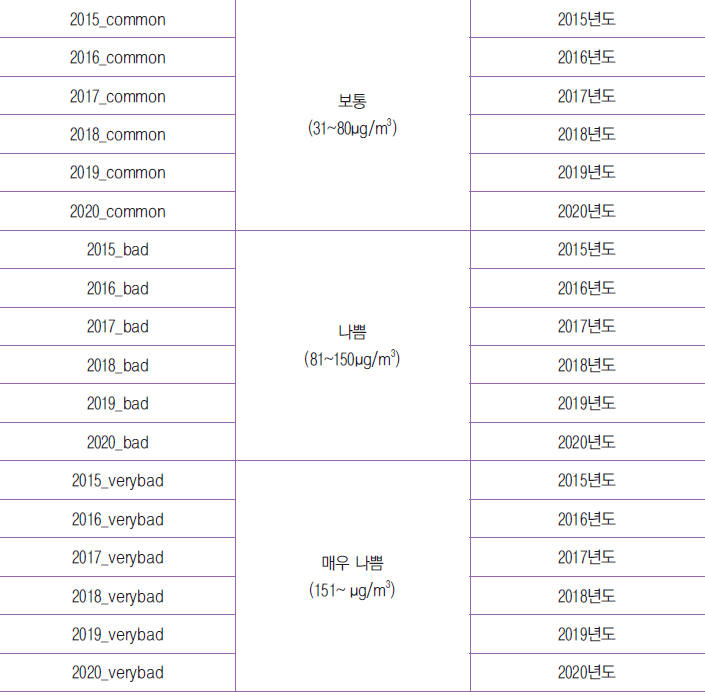 2015_common
보통
(31~80µg/m³)
2015년도
2016_common
2016년도
2017_common
2017년도
2018_common
2018년도
2019_common
2019년도
2020_common
2020년도
2015_bad
나쁨
(81~150µg/m³)
2015년도
2016_bad
2016년도
2017_bad
2017년도
2018_bad
2018년도
2019_bad
2019년도
2020_bad
2020년도
2015_verybad
매우 나쁨
(151~ µg/m³)
2015년도
2016_verybad
2016년도
2017_verybad
2017년도
2018_verybad
2018년도
2019_verybad
2019년도
2020_verybad
2020년도